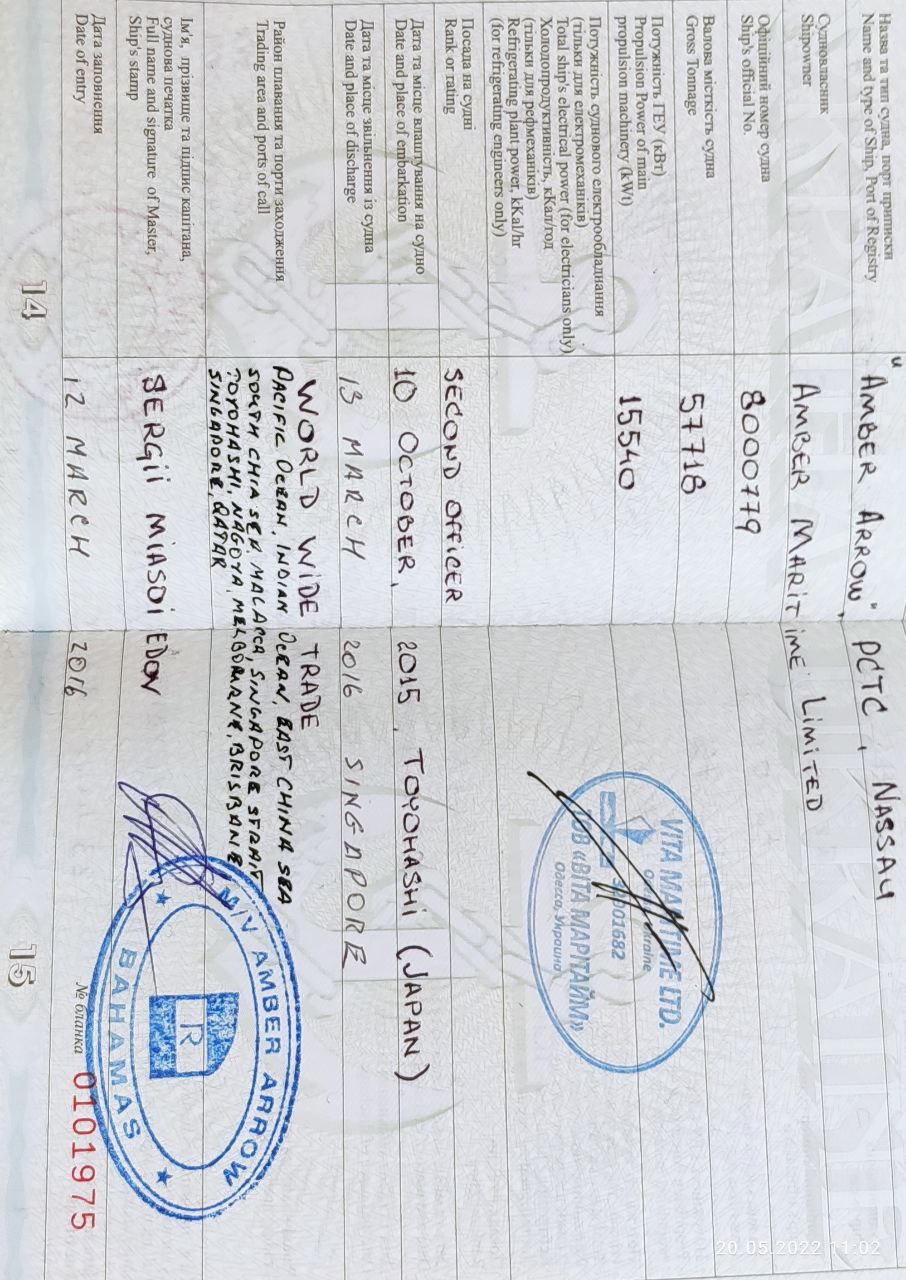 Назва та тип судна, порт приписки
Name and type of Ship, Port of Registry
"AMBER ARROW", PCTC, NASSAU
Судновласник
Shipowner
AMBER MARITIME LIMITED
Офіційний номер судна
Ship's official No.
8000779
Валова місткість судна
Gross Tonnage
57718
Потужність ГЕУ (кВт)
Propulsion Power of main
propulsion machinery (kWt)
15540
Потужність суднового електрообладнання
(тільки для електромеханіків)
Total ship's electrical power (for electricians only)
Холодопродуктивність, кКал/год
(тільки для рефмеханіків)
Refrigerating plant power, kKal/hr
(for refrigerating engineers only)
VITA MARITIME LTD.
Odessa, Ukraine
32001682
ТОВ «ВІТА МАРІТАЙМ»
Одесса, Украина
Посада на судні
Rank or rating
SECOND OFFICER
Дата та місце влаштування на судно
Date and place of embarkation
10 OCTOBER, 2015, TOYOHASHI (JAPAN)
Дата та місце звільнення із судна
Date and place of discharge
13 MARCH 2016 SINGAPORE
Район плавання та порти заходження
Trading area and ports of call
WORLD WIDE TRADE
PACIFIC OCEAN, INDIAN OCEAN, EAST CHINA SEA
SOUTH CHIA SEA, MALACCA, SINGAPORE STRAIT
TOYOHASHI, NAGOYA, MELBOURNE, BRISBANE
SINGAPORE, QATAR
Ім'я, прізвище та підпис капітана,
суднова печатка
Full name and signature of Master,
Ship's stamp
SERGII MIASOIEDOV
M/V AMBER ARROW
R
BAHAMAS
Дата заповнення
Date of entry
12 MARCH 2016
№ бланка 0101975
14
15
20.05.2022 11:02